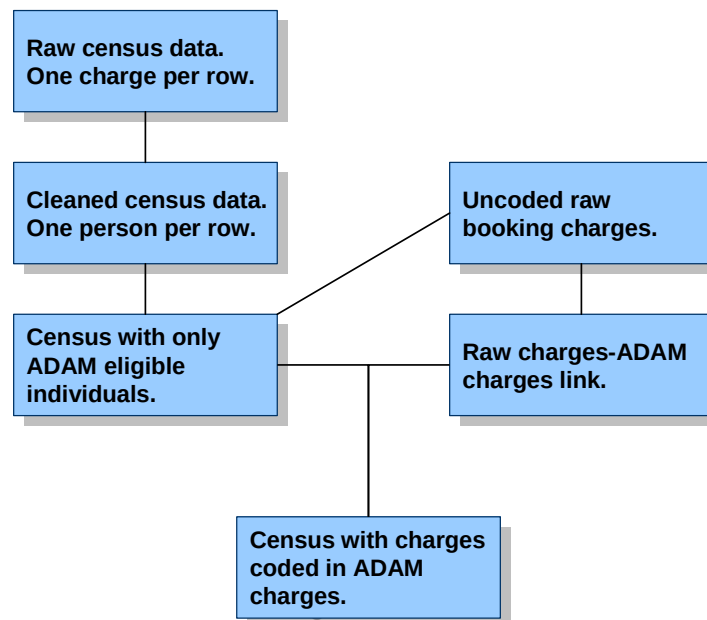 Raw census data.
One charge per row.
Cleaned census data.
One person per row.
Uncoded raw
booking charges.
Census with only
ADAM eligible
individuals.
Raw charges-ADAM
charges link.
Census with charges
coded in ADAM
charges.